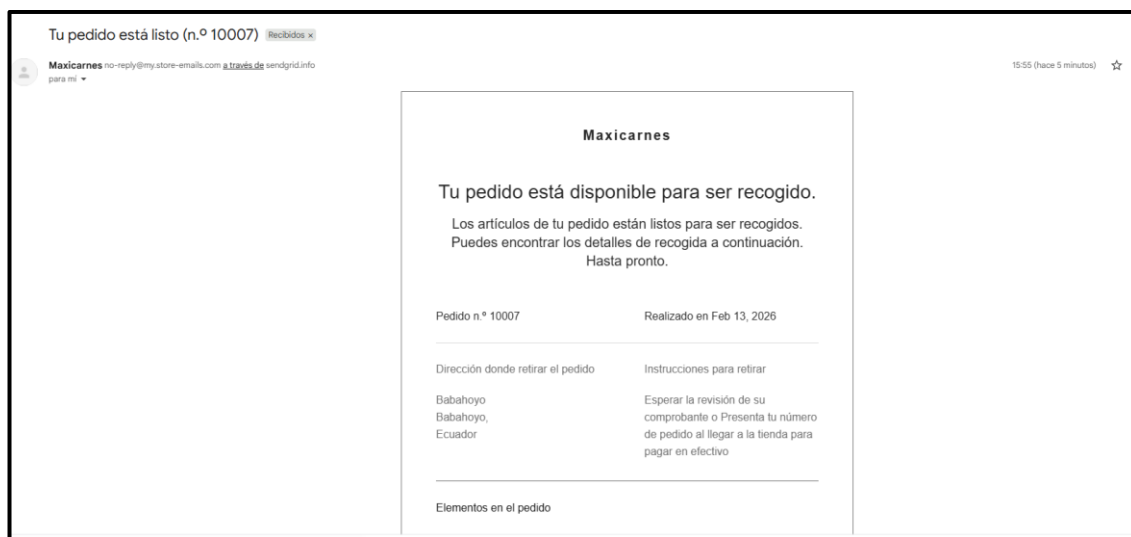 Tu pedido está listo (n.º 10007) Recibidos x
Maxicarnes no-reply@my.store-emails.com a través de sendgrid.info
15:55 (hace 5 minutos)
para mí
Maxicarnes
Tu pedido está disponible para ser recogido.
Los artículos de tu pedido están listos para ser recogidos.
Puedes encontrar los detalles de recogida a continuación.
Hasta pronto.
Pedido n.º 10007
Realizado en Feb 13, 2026
Dirección donde retirar el pedido
Babahoyo
Babahoyo,
Ecuador
Instrucciones para retirar
Esperar la revisión de su
comprobante o Presenta tu número
de pedido al llegar a la tienda para
pagar en efectivo
Elementos en el pedido